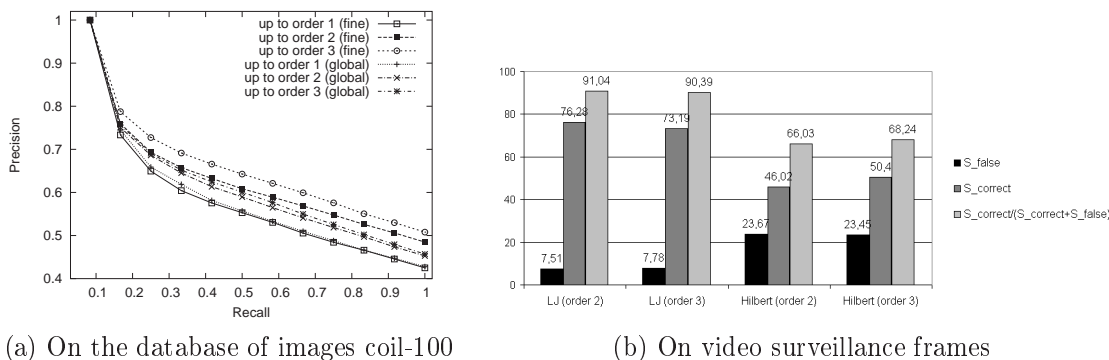 1
0.9
0.8
0.7
0.6
0.5
0.4
Precision
0.1 0.2 0.3 0.4 0.5 0.6 0.7 0.8 0.9 1
Recall
up to order 1 (fine)
up to order 2 (fine)
up to order 3 (fine)
up to order 1 (global)
up to order 2 (global)
up to order 3 (global)
(a) On the database of images coil-100
100
80
60
40
20
0
7,51 76,28 91,04
7,78 73,19 90,39
23,67 46,02 66,03
23,45 50,4 68,24
LJ (order 2) LJ (order 3) Hilbert (order 2) Hilbert (order 3)
S_false
S_correct
S_correct/(S_correct+S_false)
(b) On video surveillance frames